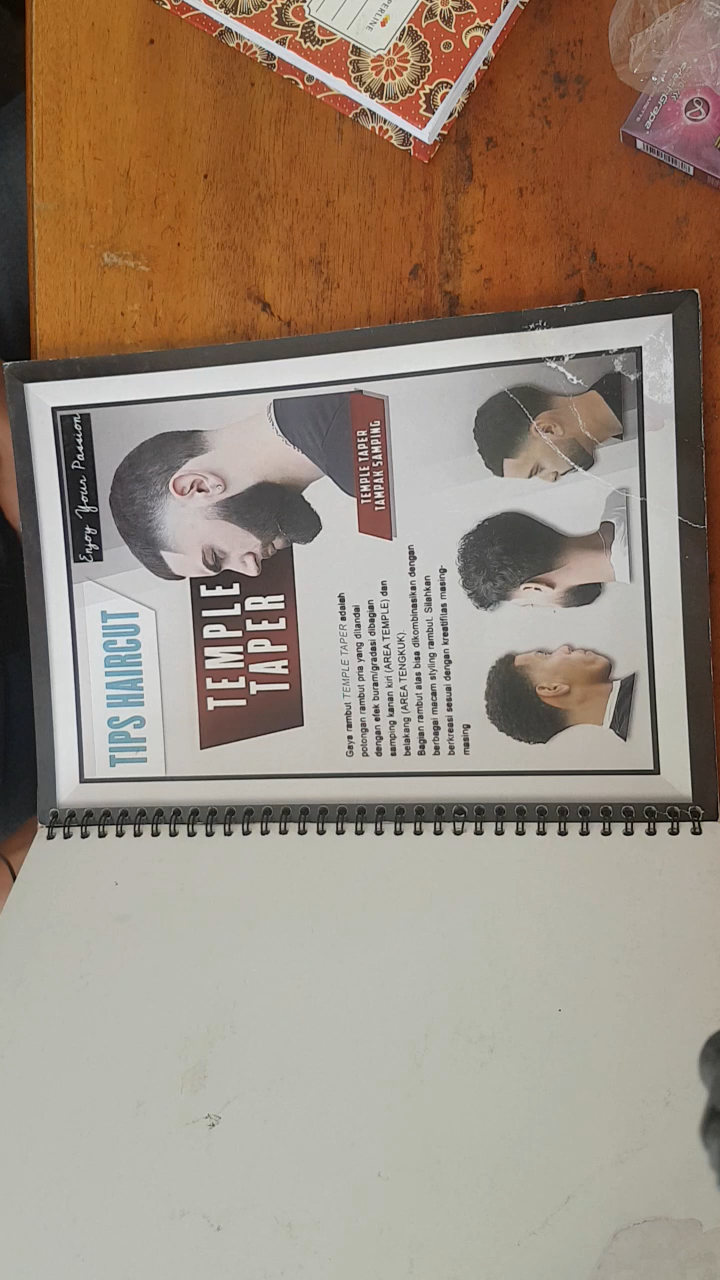 TIPS HAIRCUT
Enjoy Your Passion
TEMPLE
TAPER
Gaya rambut TEMPLE TAPER adalah
potongan rambut pria yang ditandai
dengan efek buram/gradasi dibagian
samping kanan kiri (AREA TEMPLE) dan
belakang (AREA TENGKUK)
Bagian rambut atas bisa dikombinasikan dengan
berbagai macam styling rambut. Silahkan
berkreasi sesuai dengan kreatifitas masing-
masing
TEMPLE TAPER
TAMPAK SAMPING
PERLINE